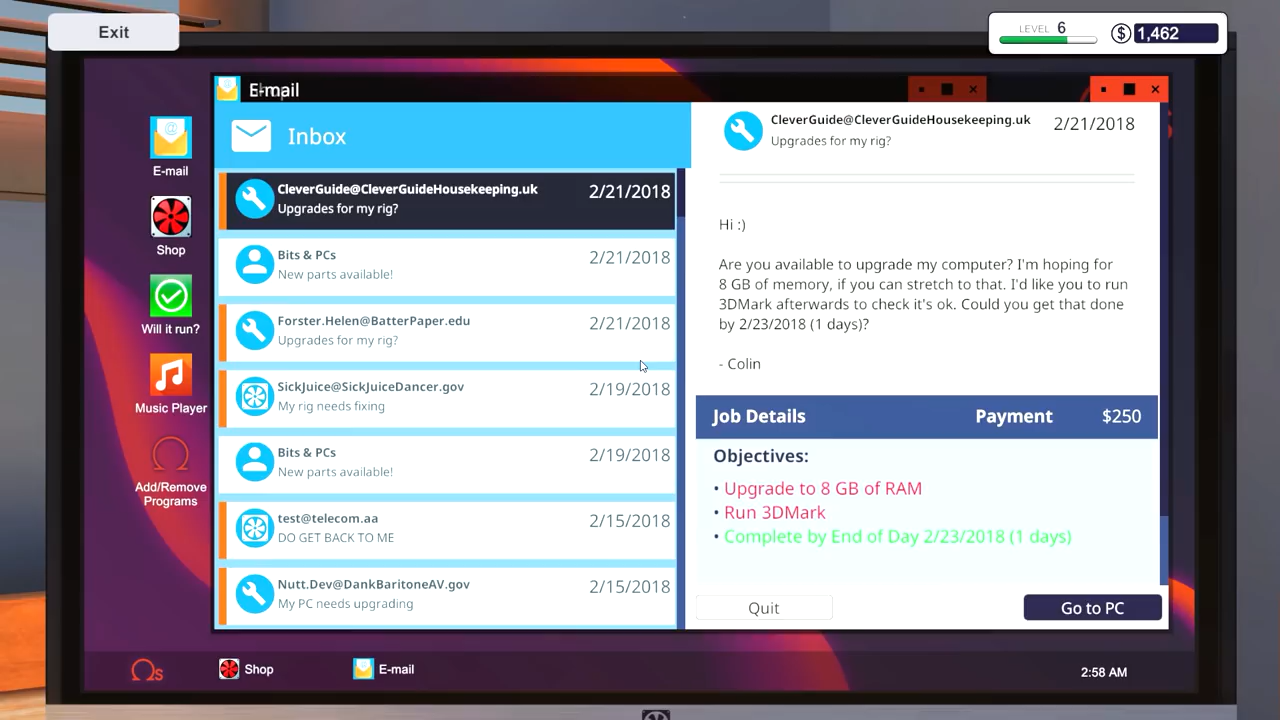 Exit
LEVEL 6
$ 1,462
E-mail
Inbox
CleverGuide@CleverGuideHousekeeping.uk 2/21/2018
Upgrades for my rig?
Bits & PCs 2/21/2018
New parts available!
Forster.Helen@BatterPaper.edu 2/21/2018
Upgrades for my rig?
SickJuice@SickJuiceDancer.gov 2/19/2018
My rig needs fixing
Bits & PCs 2/19/2018
New parts available!
test@telecom.aa 2/15/2018
DO GET BACK TO ME
Nutt.Dev@DankBaritoneAV.gov 2/15/2018
My PC needs upgrading
CleverGuide@CleverGuideHousekeeping.uk 2/21/2018
Upgrades for my rig?
Hi :)
Are you available to upgrade my computer? I'm hoping for
8 GB of memory, if you can stretch to that. I'd like you to run
3DMark afterwards to check it's ok. Could you get that done
by 2/23/2018 (1 days)?
- Colin
Job Details Payment $250
Objectives:
• Upgrade to 8 GB of RAM
• Run 3DMark
• Complete by End of Day 2/23/2018 (1 days)
Quit Go to PC
E-mail
Shop
Will it run?
Music Player
Add/Remove
Programs
Ωs Shop E-mail 2:58 AM